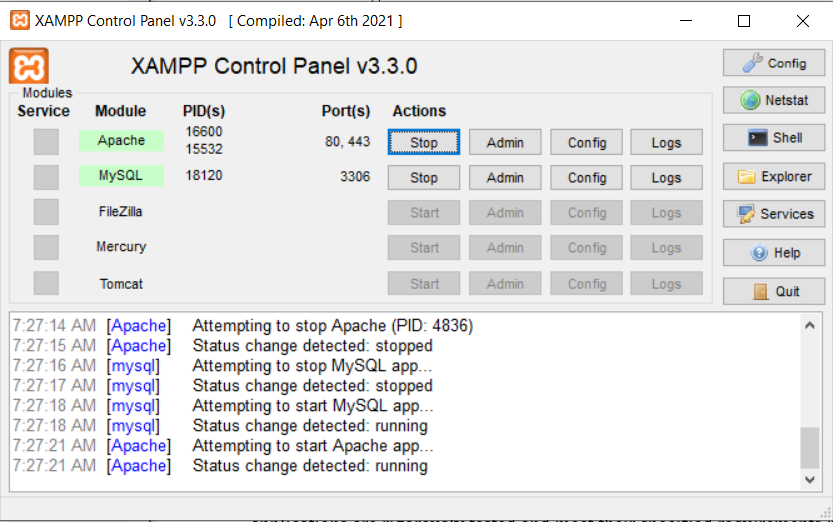 XAMPP Control Panel v3.3.0 [ Compiled: Apr 6th 2021 ]
XAMPP Control Panel v3.3.0
Config
Modules
Service Module PID(s) Port(s) Actions
Netstat
Apache 16600 15532 80, 443 Stop Admin Config Logs
Shell
MySQL 18120 3306 Stop Admin Config Logs
Explorer
FileZilla Start Admin Config Logs
Services
Mercury Start Admin Config Logs
Help
Tomcat Start Admin Config Logs
Quit
7:27:14 AM [Apache] Attempting to stop Apache (PID: 4836)
7:27:15 AM [Apache] Status change detected: stopped
7:27:16 AM [mysql] Attempting to stop MySQL app...
7:27:17 AM [mysql] Status change detected: stopped
7:27:18 AM [mysql] Attempting to start MySQL app...
7:27:18 AM [mysql] Status change detected: running
7:27:21 AM [Apache] Attempting to start Apache app...
7:27:21 AM [Apache] Status change detected: running